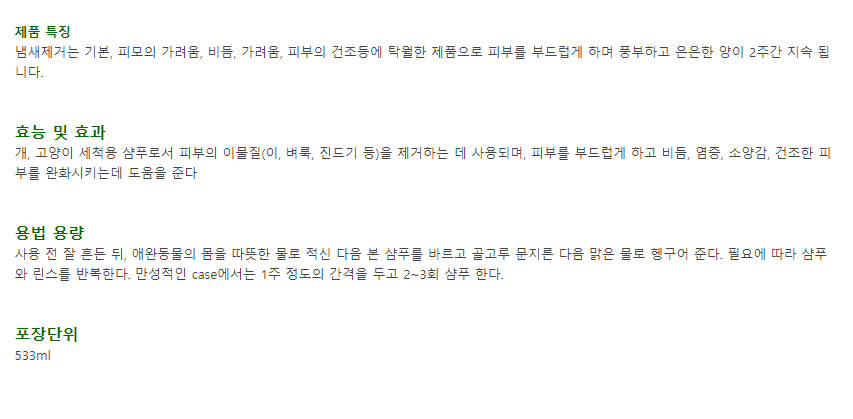 제품 특징
냄새제거는 기본, 피모의 가려움, 비듬, 가려움, 피부의 건조등에 탁월한 제품으로 피부를 부드럽게 하며 풍부하고 은은한 양이 2주간 지속 됩
니다.
효능 및 효과
개, 고양이 세척용 샴푸로서 피부의 이물질(이, 벼룩, 진드기 등)을 제거하는 데 사용되며, 피부를 부드럽게 하고 비듬, 염증, 소양감, 건조한 피
부를 완화시키는데 도움을 준다
용법 용량
사용 전 잘 흔든 뒤, 애완동물의 몸을 따뜻한 물로 적신 다음 본 샴푸를 바르고 골고루 문지른 다음 맑은 물로 헹구어 준다. 필요에 따라 샴푸
와 린스를 반복한다. 만성적인 case에서는 1주 정도의 간격을 두고 2~3회 샴푸 한다.
포장단위
533ml